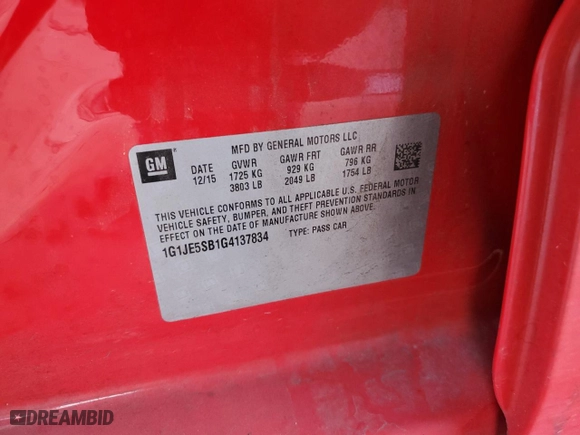 MFD BY GENERAL MOTORS LLC
GM
DATE GVWR GAWR FRT GAWR RR
12/15 1725 KG 929 KG 796 KG
3803 LB 2049 LB 1754 LB
THIS VEHICLE CONFORMS TO ALL APPLICABLE U.S. FEDERAL MOTOR
VEHICLE SAFETY, BUMPER, AND THEFT PREVENTION STANDARDS IN
EFFECT ON THE DATE OF MANUFACTURE SHOWN ABOVE.
1G1JE5SB1G4137834 TYPE: PASS CAR
DREAMBID